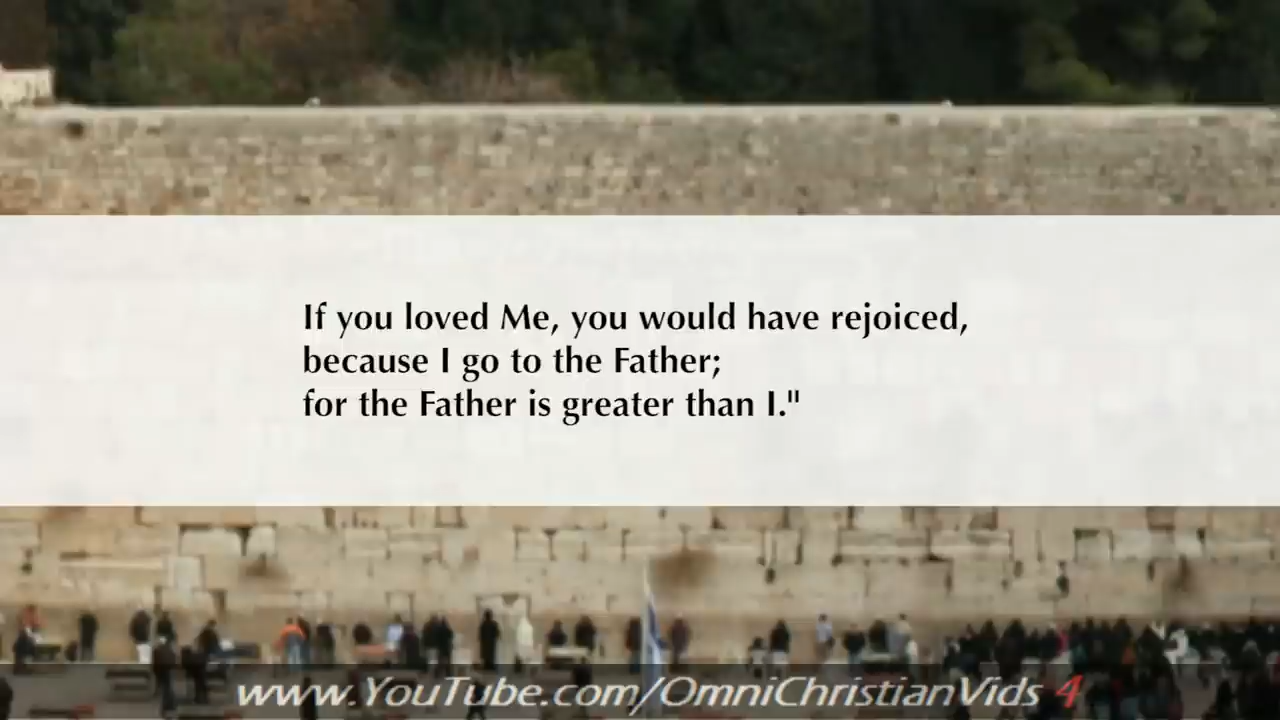 If you loved Me, you would have rejoiced,
because I go to the Father;
for the Father is greater than I."
www.YouTube.com/OmniChristianVids 4